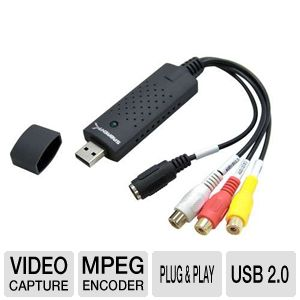 VIDEO
CAPTURE
MPEG
ENCODER
PLUG & PLAY
USB 2.0